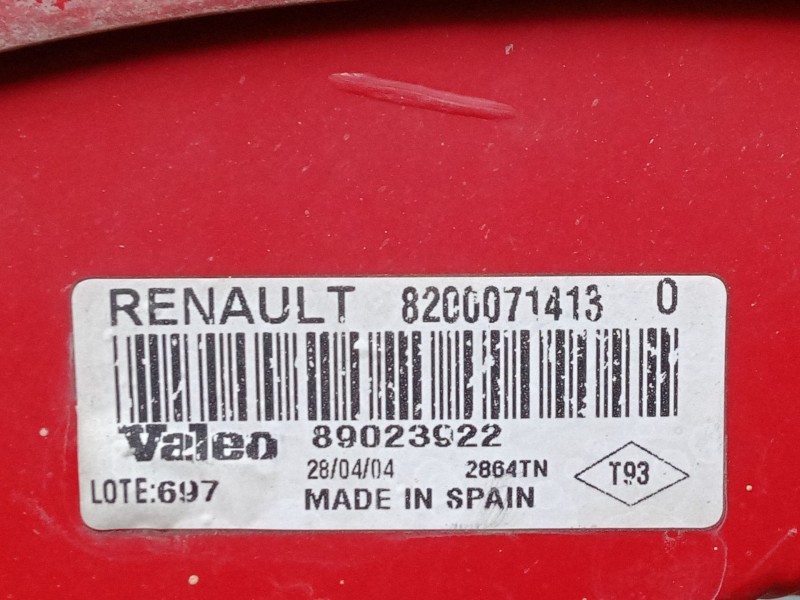 RENAULT 8200071413 0
Valeo 89023922
28/04/04 2864TN T93
LOTE:697 MADE IN SPAIN